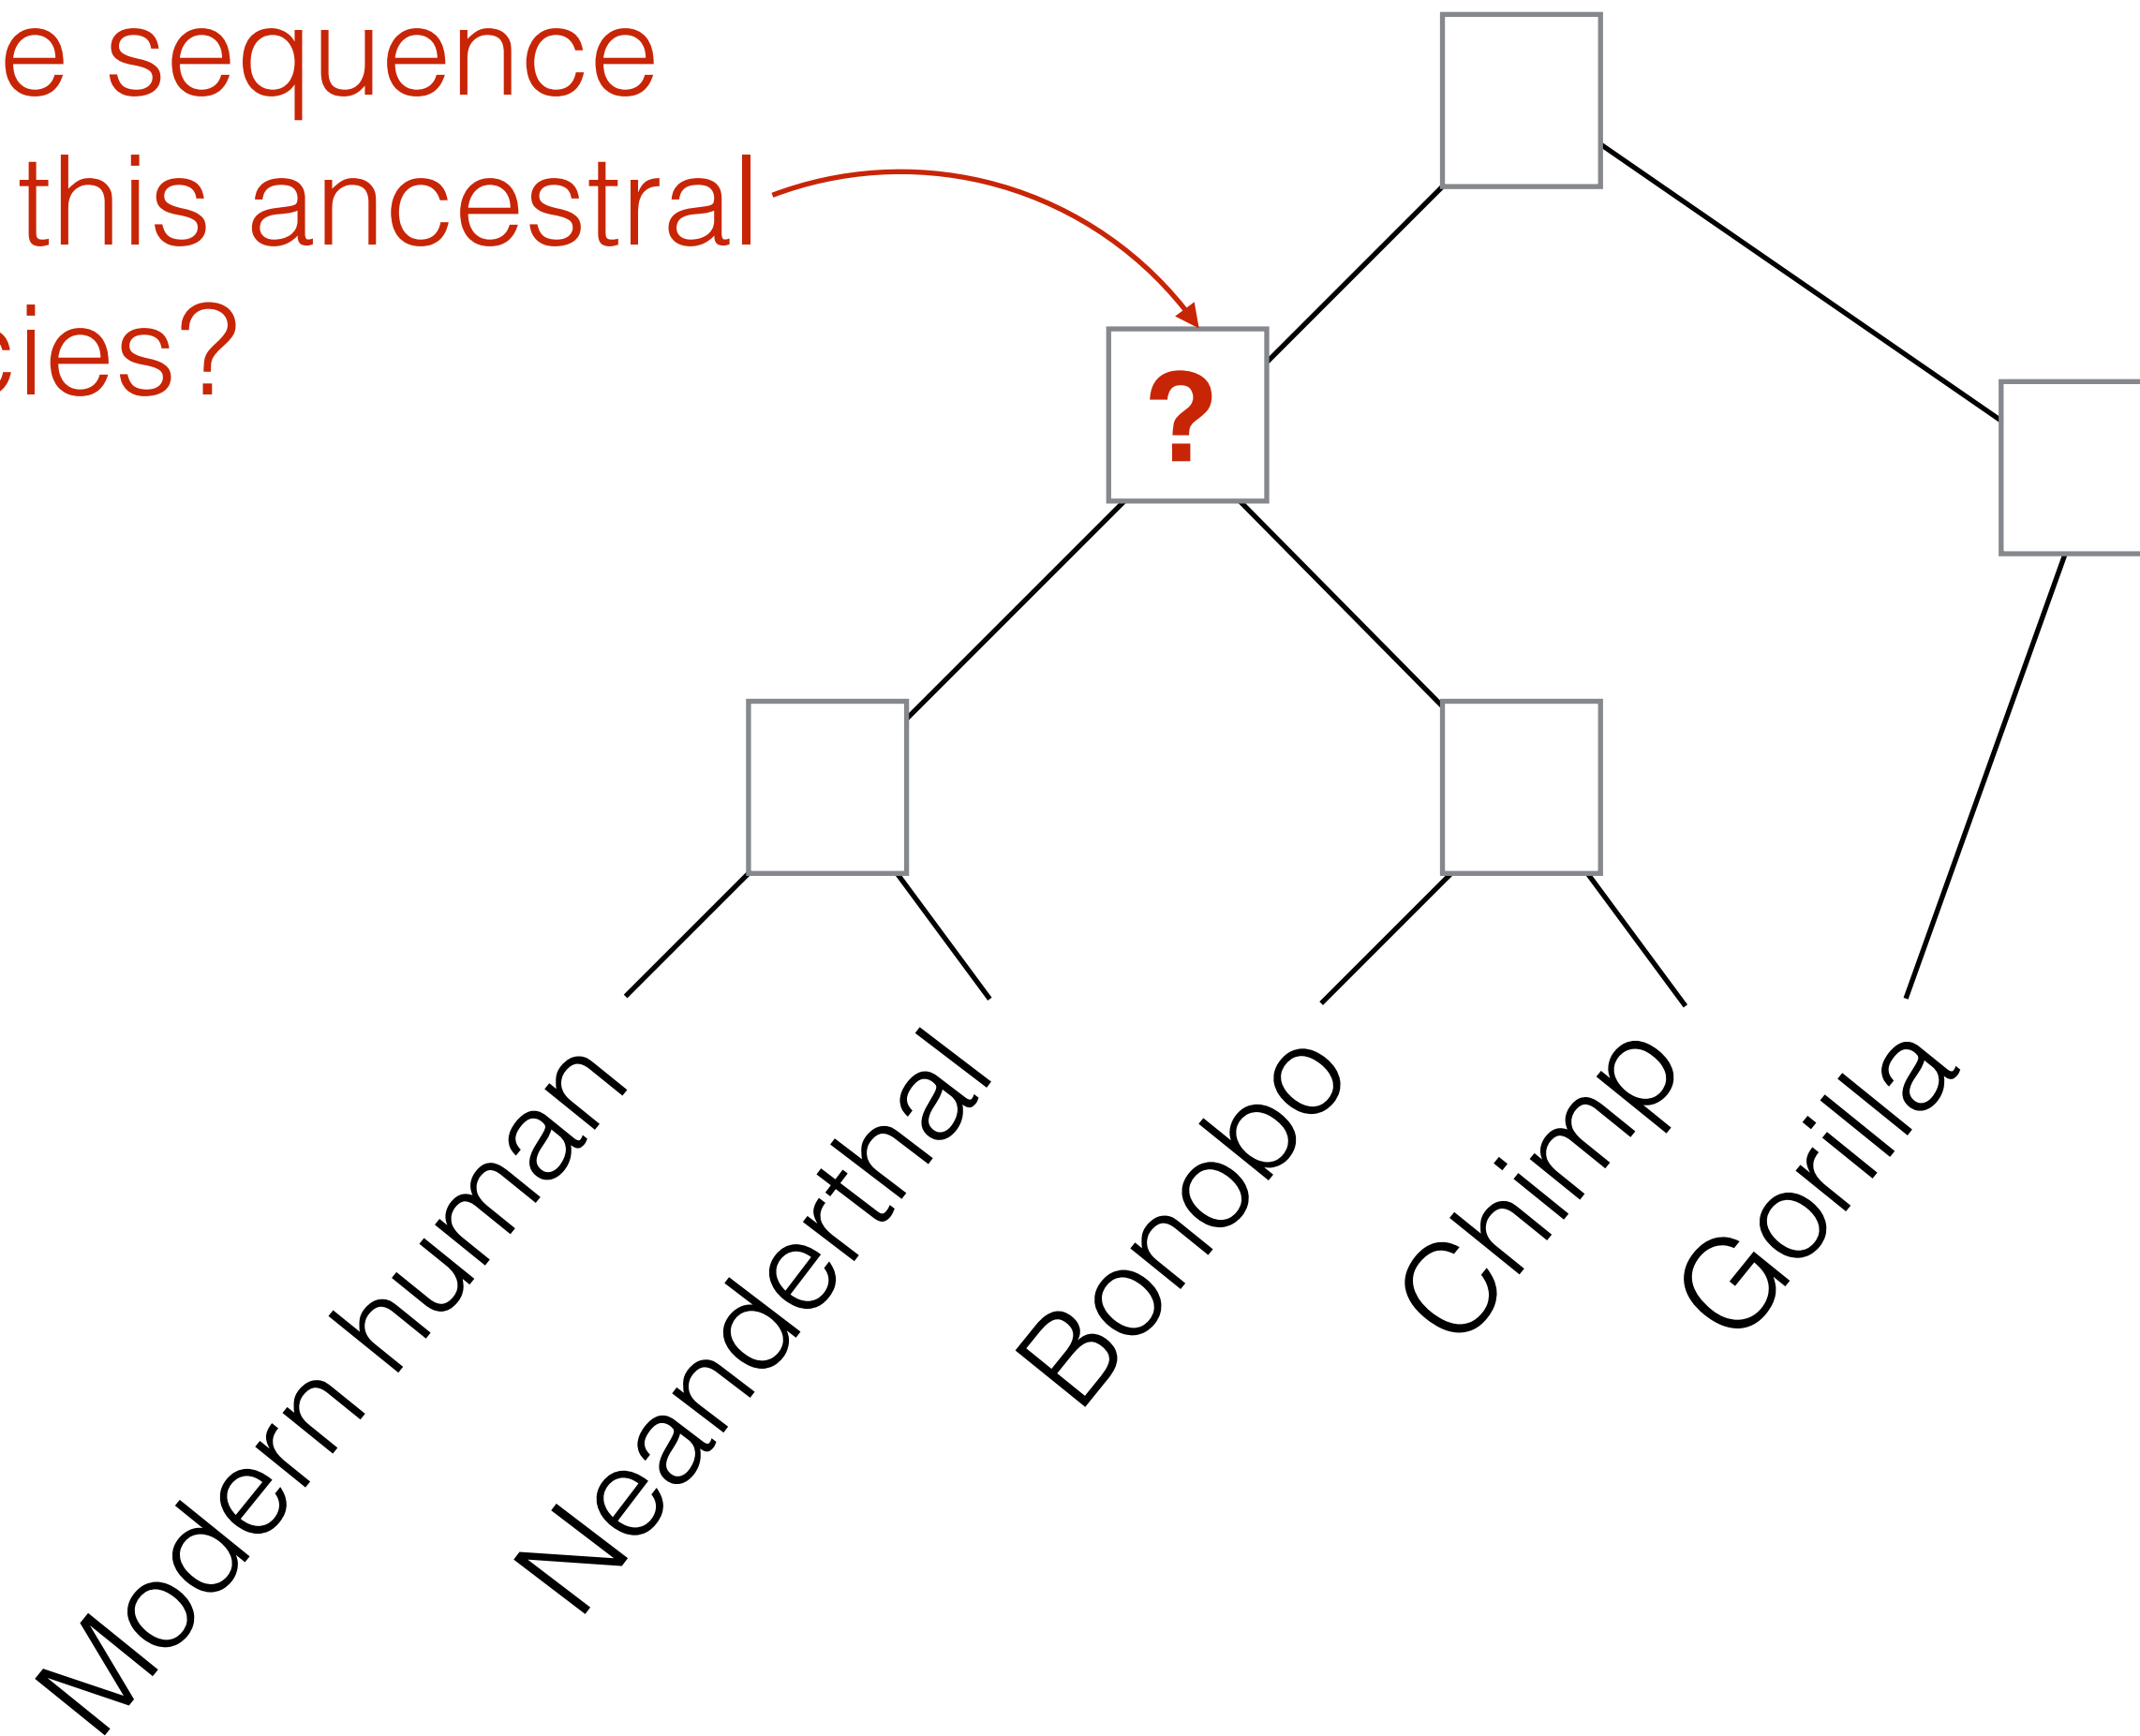 e sequence
this ancestral
cies?
?
Modern human
Neanderthal
Bonobo
Chimp
Gorilla